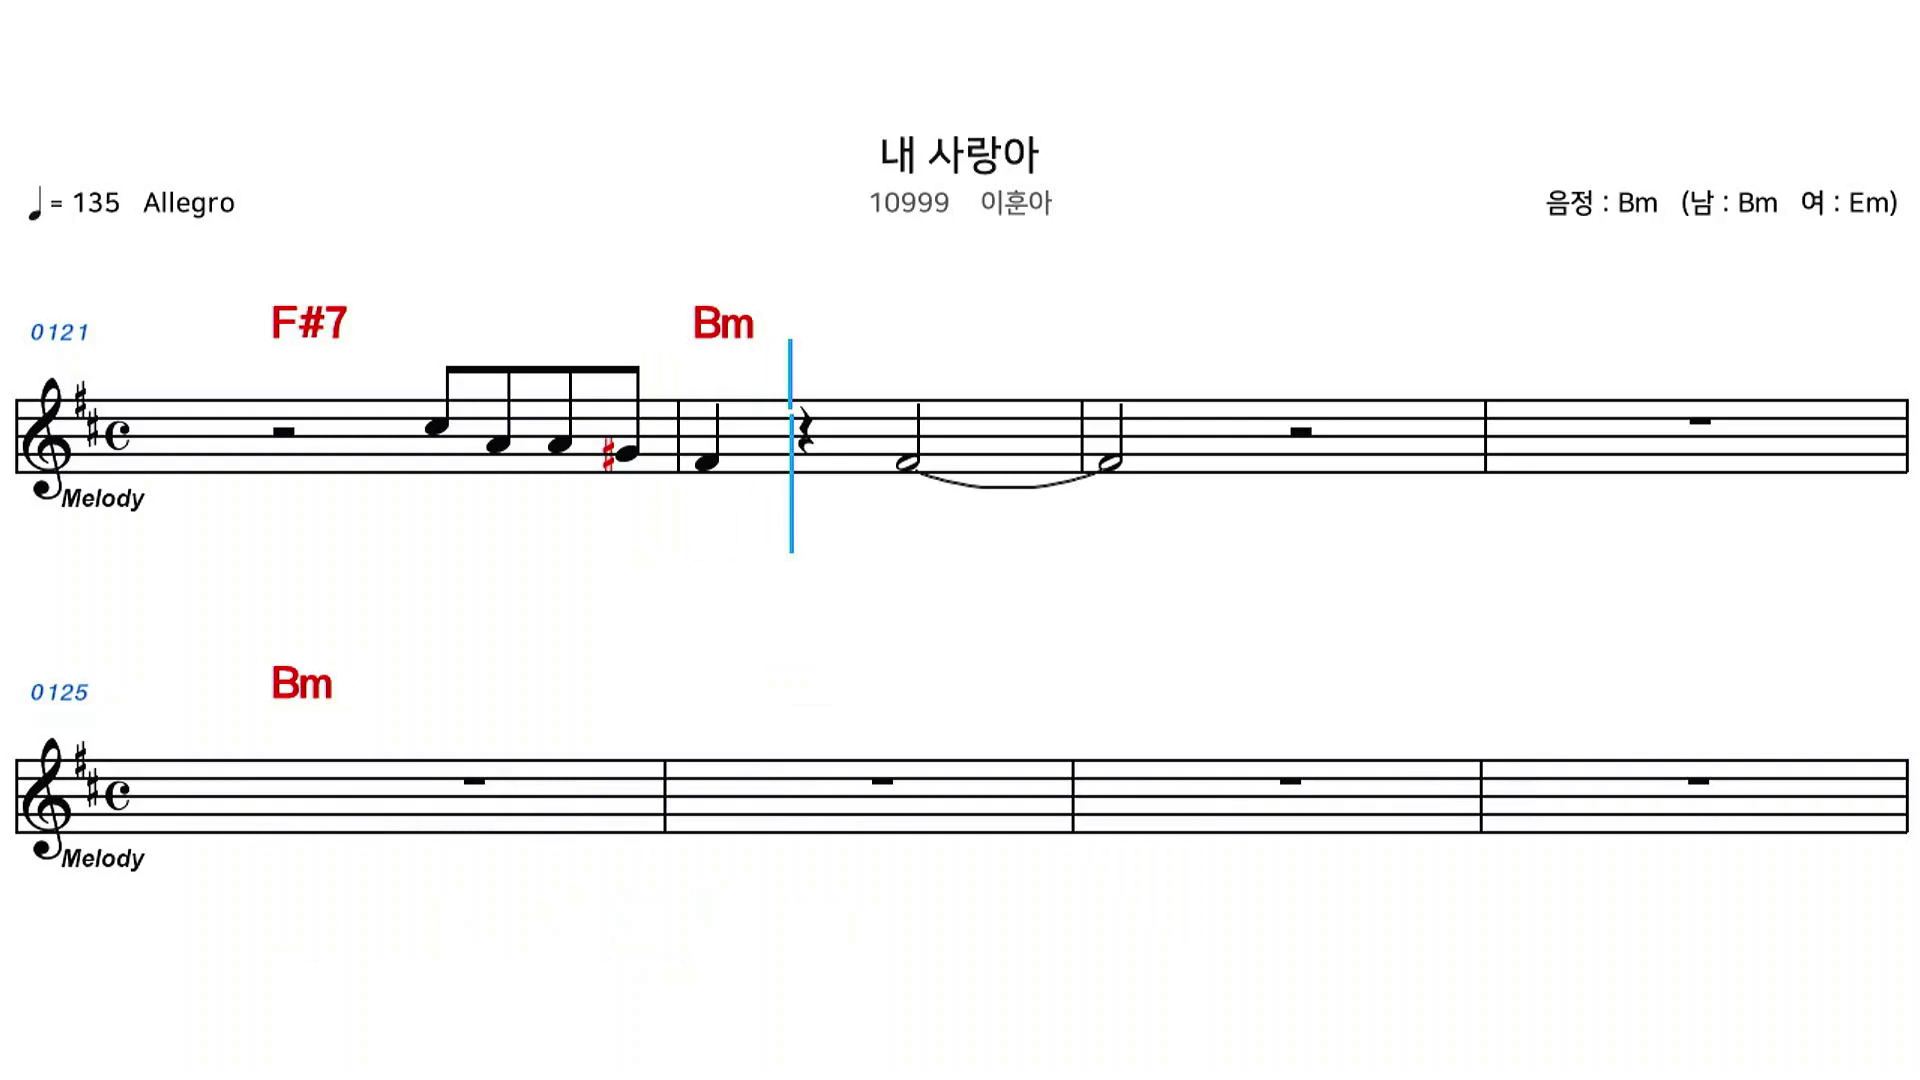 내 사랑아
= 135 Allegro
10999 이훈아
음정 : Bm (남 : Bm 여 : Em)
0121 F#7 Bm
Melody
0125 Bm
Melody